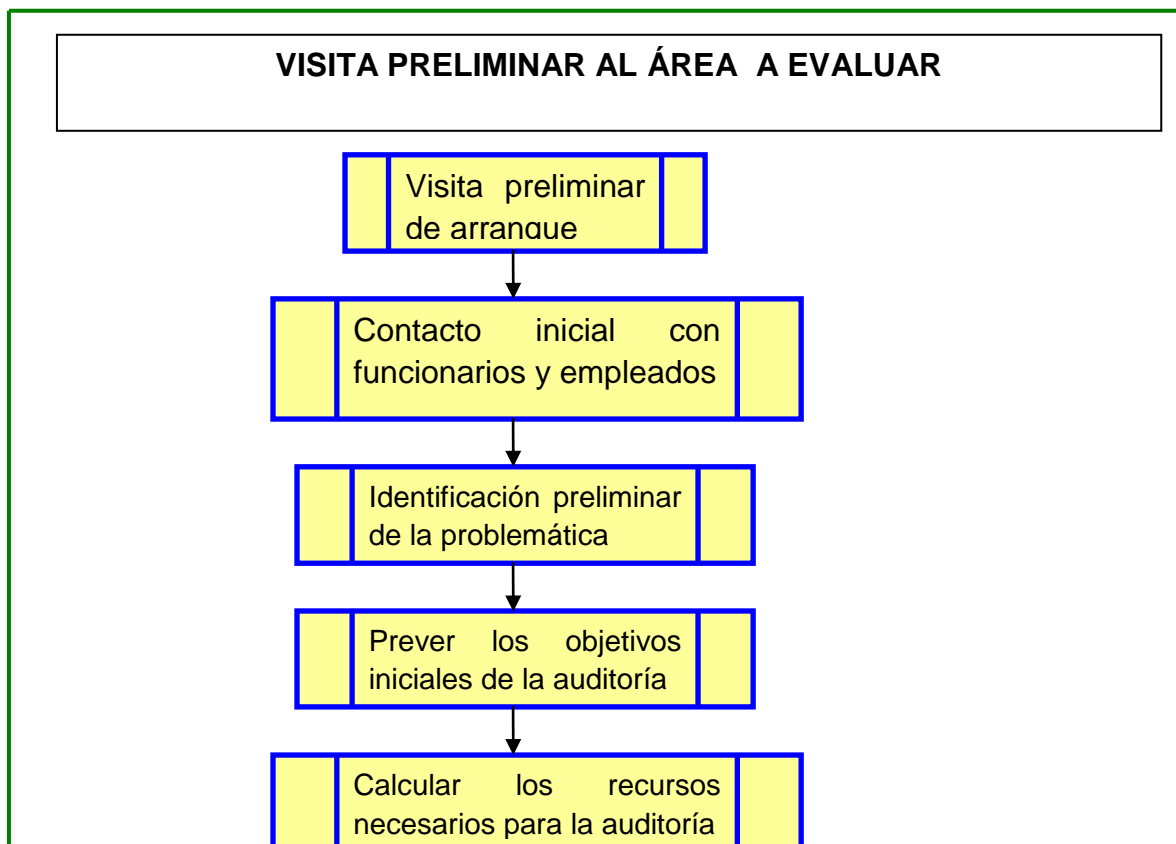 VISITA PRELIMINAR AL ÁREA A EVALUAR
Visita preliminar
de arranque
Contacto inicial con
funcionarios y empleados
Identificación preliminar
de la problemática
Prever los objetivos
iniciales de la auditoría
Calcular los recursos
necesarios para la auditoría